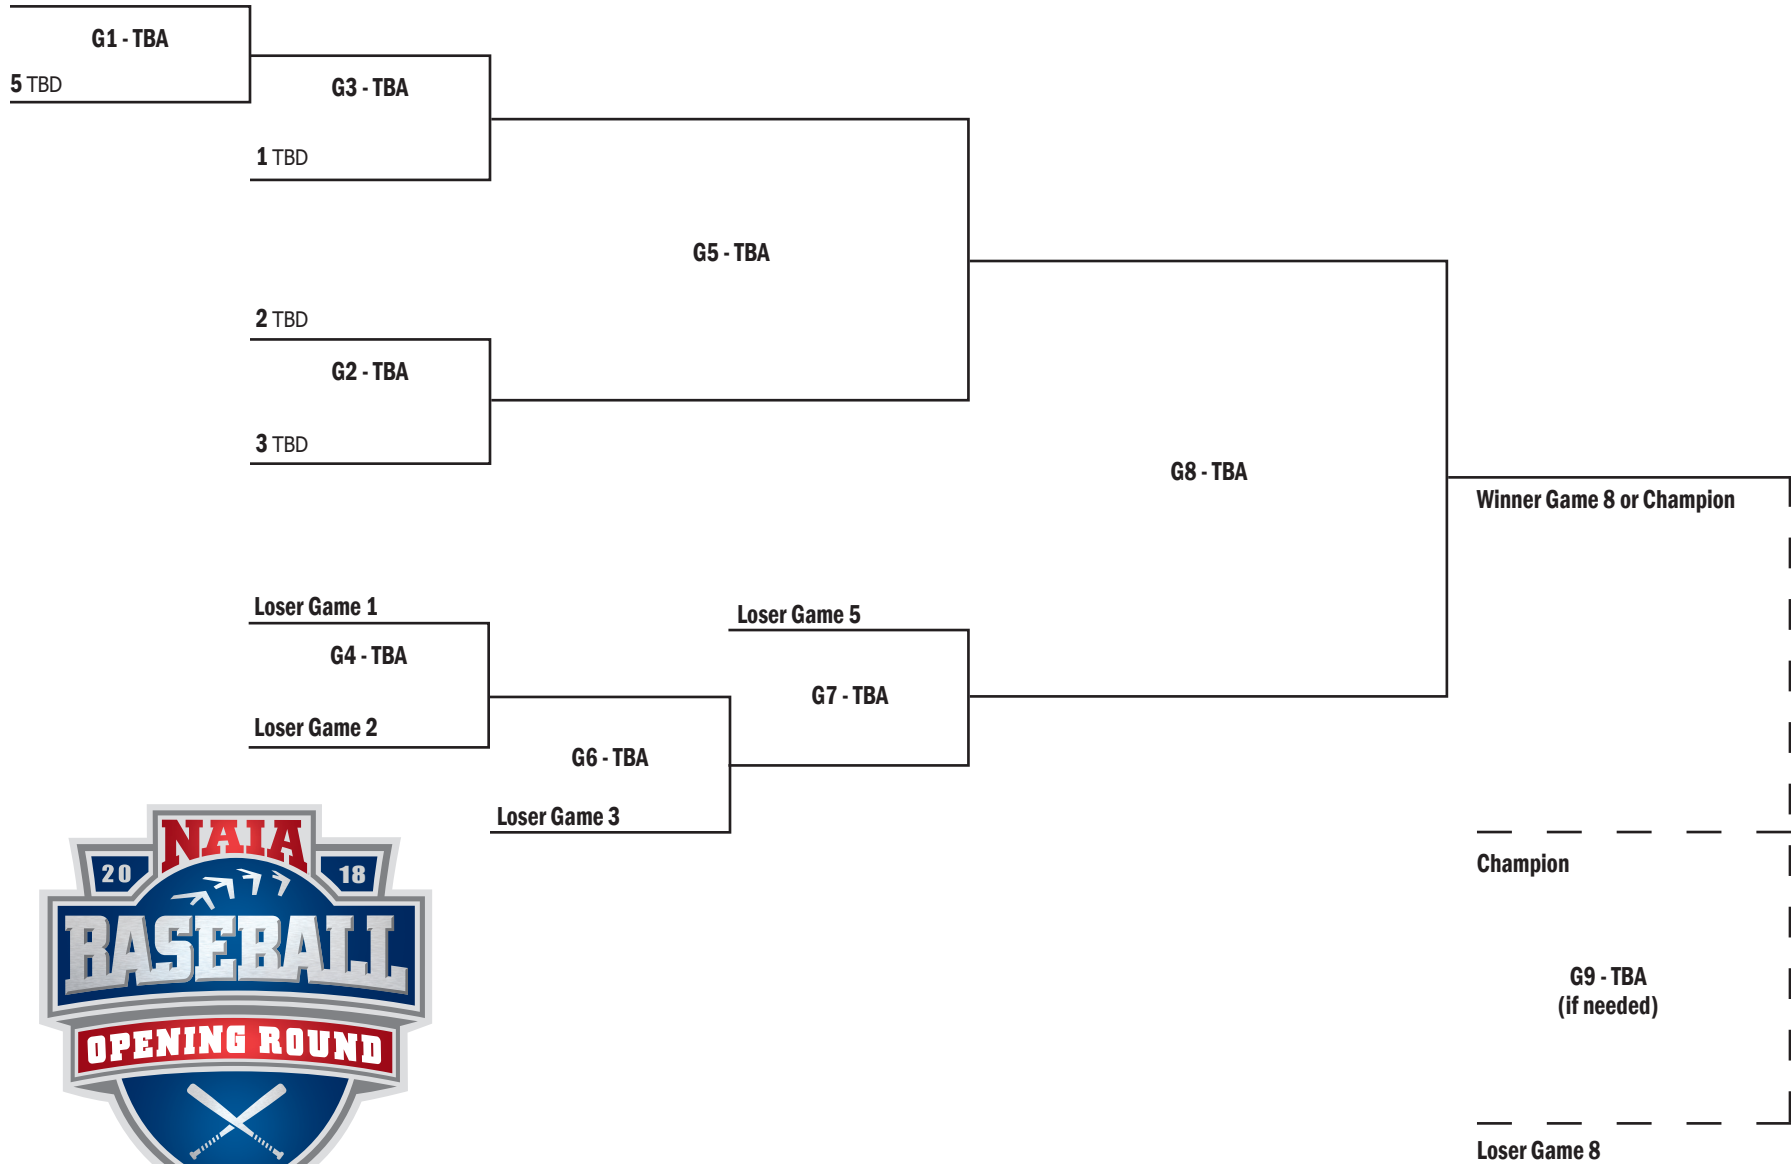 G1 - TBA
5 TBD
G3 - TBA
1 TBD
G5 - TBA
2 TBD
G2 - TBA
3 TBD
G8 - TBA
Winner Game 8 or Champion
Loser Game 1
G4 - TBA
Loser Game 2
Loser Game 5
G7 - TBA
G6 - TBA
Loser Game 3
Champion
G9 - TBA
(if needed)
Loser Game 8
NAIA
20 18
BASEBALL
OPENING ROUND